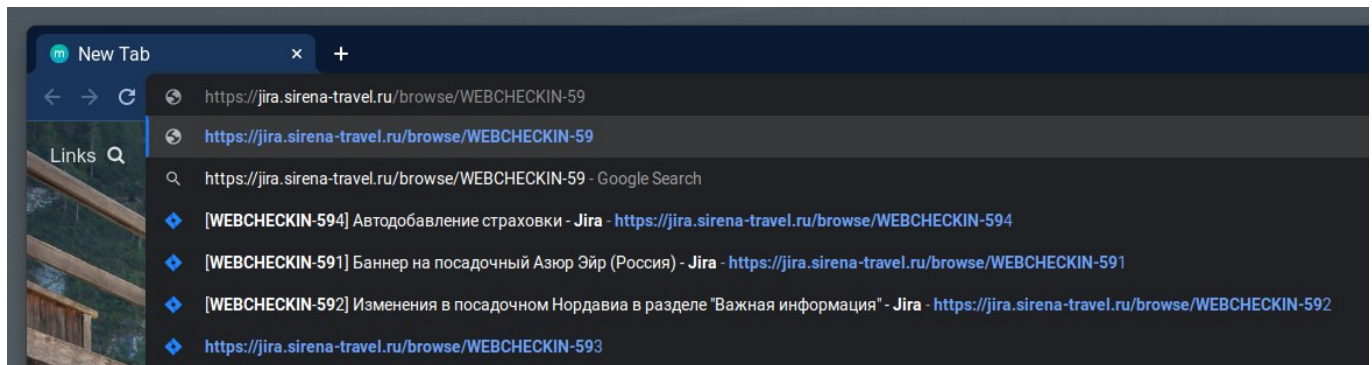 m New Tab × +
https://jira.sirena-travel.ru/browse/WEBCHECKIN-59
https://jira.sirena-travel.ru/browse/WEBCHECKIN-59
Links
https://jira.sirena-travel.ru/browse/WEBCHECKIN-59 - Google Search
[WEBCHECKIN-594] Автодобавление страховки - Jira - https://jira.sirena-travel.ru/browse/WEBCHECKIN-594
[WEBCHECKIN-591] Баннер на посадочный Азюр Эйр (Россия) - Jira - https://jira.sirena-travel.ru/browse/WEBCHECKIN-591
[WEBCHECKIN-592] Изменения в посадочном Нордавиа в разделе "Важная информация" - Jira - https://jira.sirena-travel.ru/browse/WEBCHECKIN-592
https://jira.sirena-travel.ru/browse/WEBCHECKIN-593